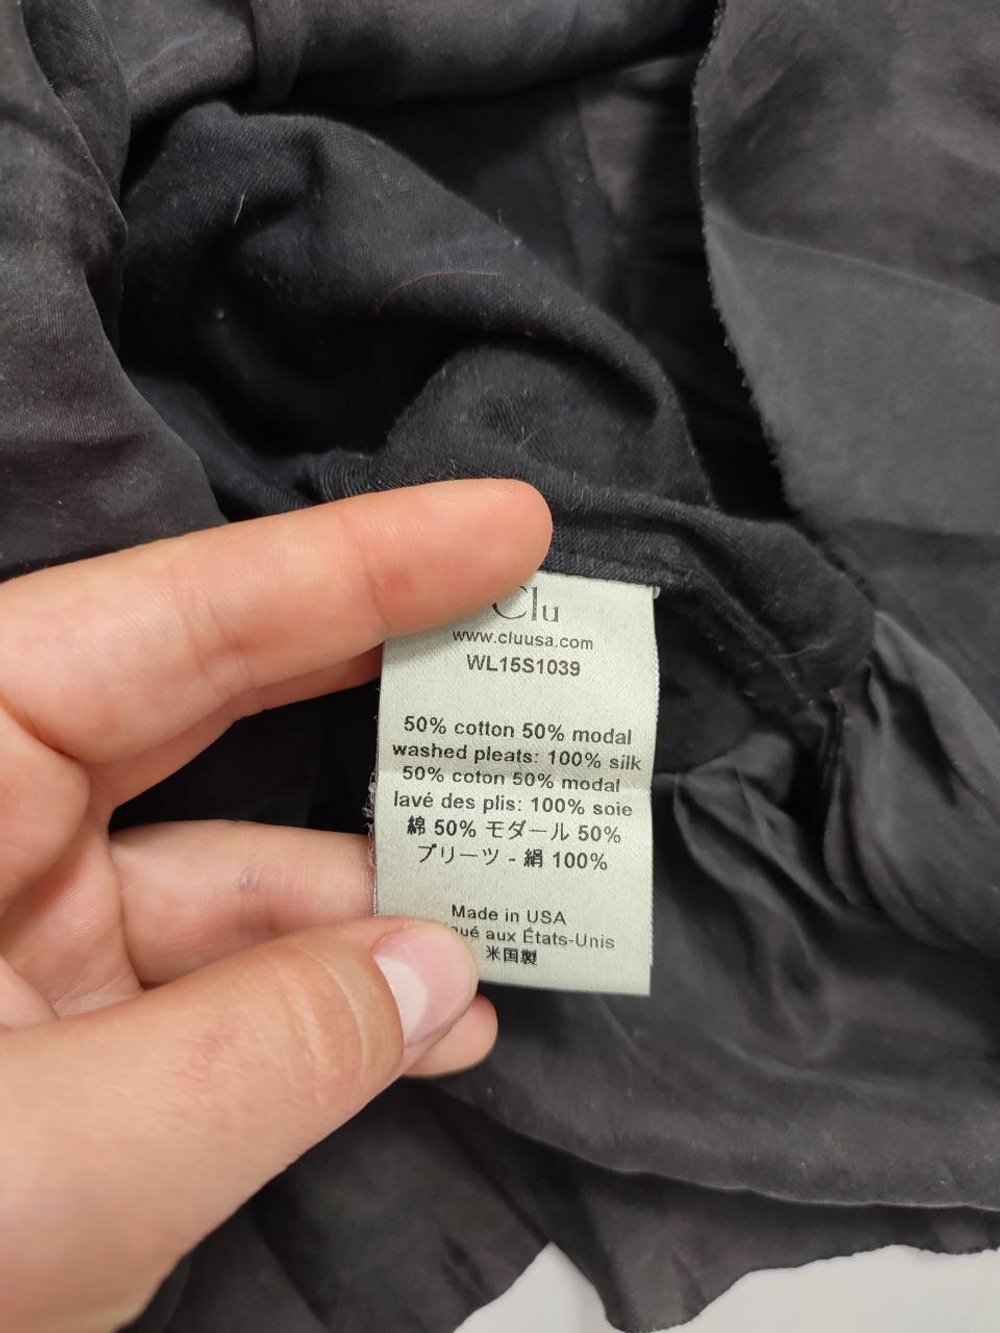 Clu
www.cluusa.com
WL15S1039
50% cotton 50% modal
washed pleats: 100% silk
50% coton 50% modal
lavé des plis: 100% soie
綿 50% モダール 50%
プリーツ - 絹 100%
Made in USA
aux États-Unis
米国製